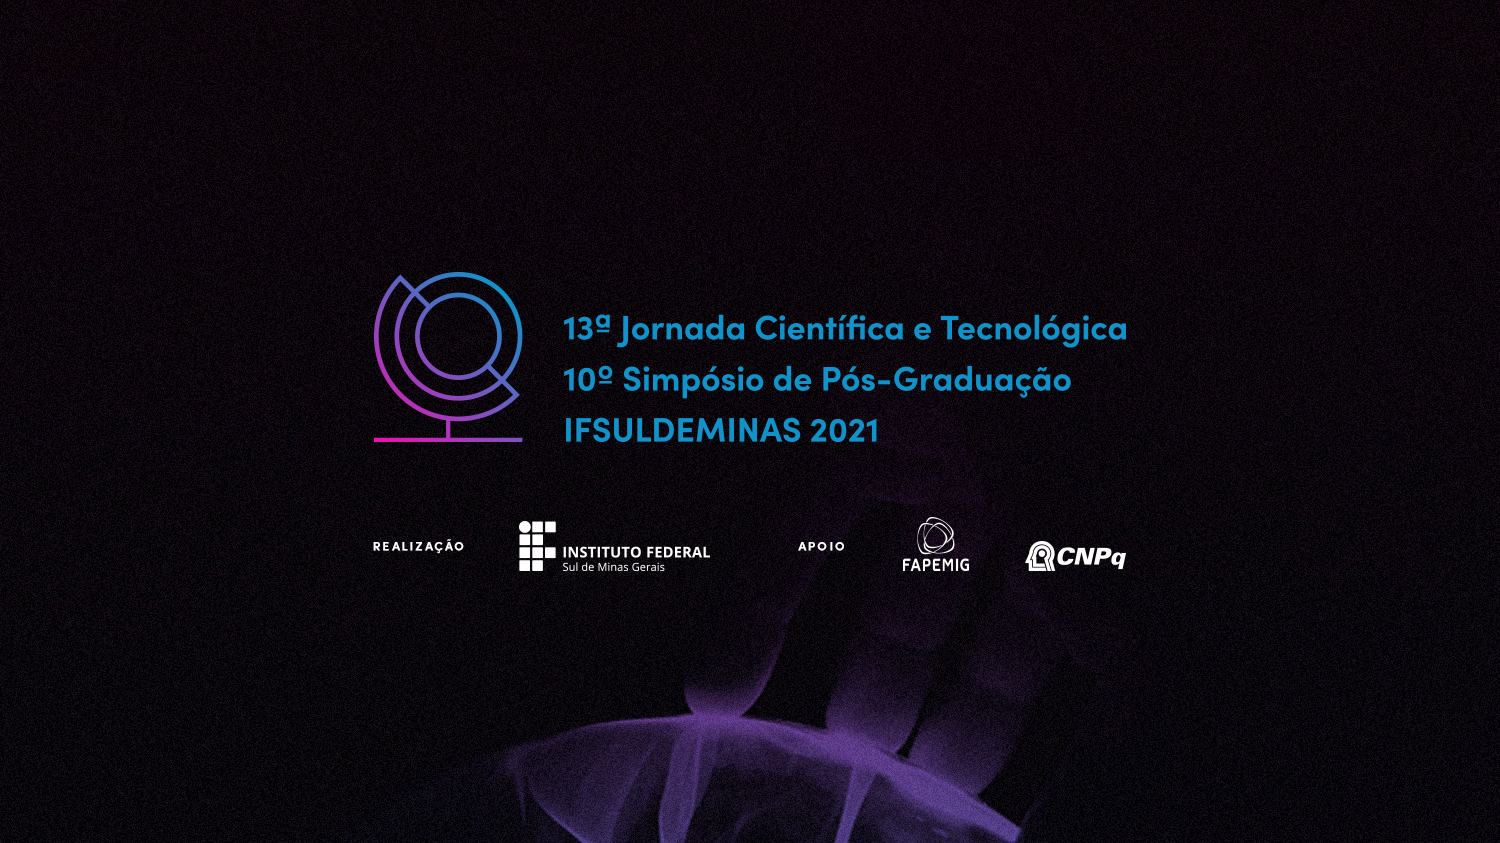 13ª Jornada Científica e Tecnológica
10º Simpósio de Pós-Graduação
IFSULDEMINAS 2021
REALIZAÇÃO
INSTITUTO FEDERAL
Sul de Minas Gerais
APOIO
FAPEMIG
CNPq